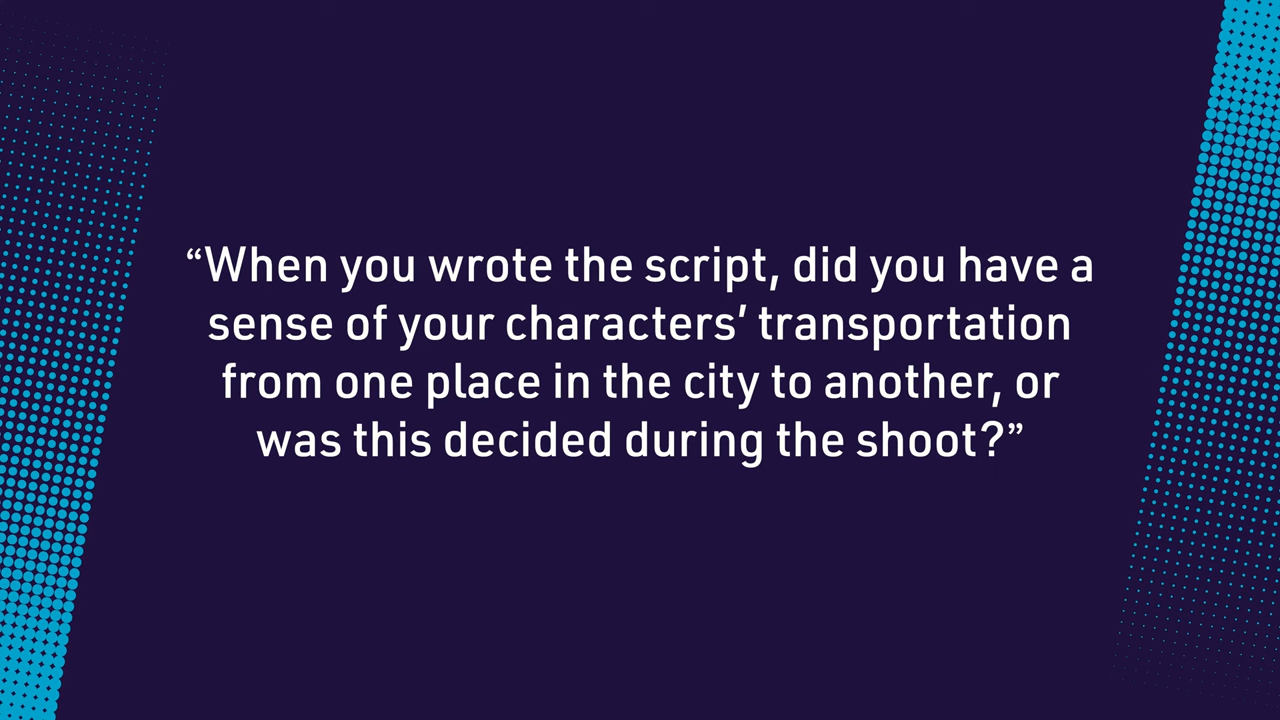 “When you wrote the script, did you have a
sense of your characters’ transportation
from one place in the city to another, or
was this decided during the shoot?”